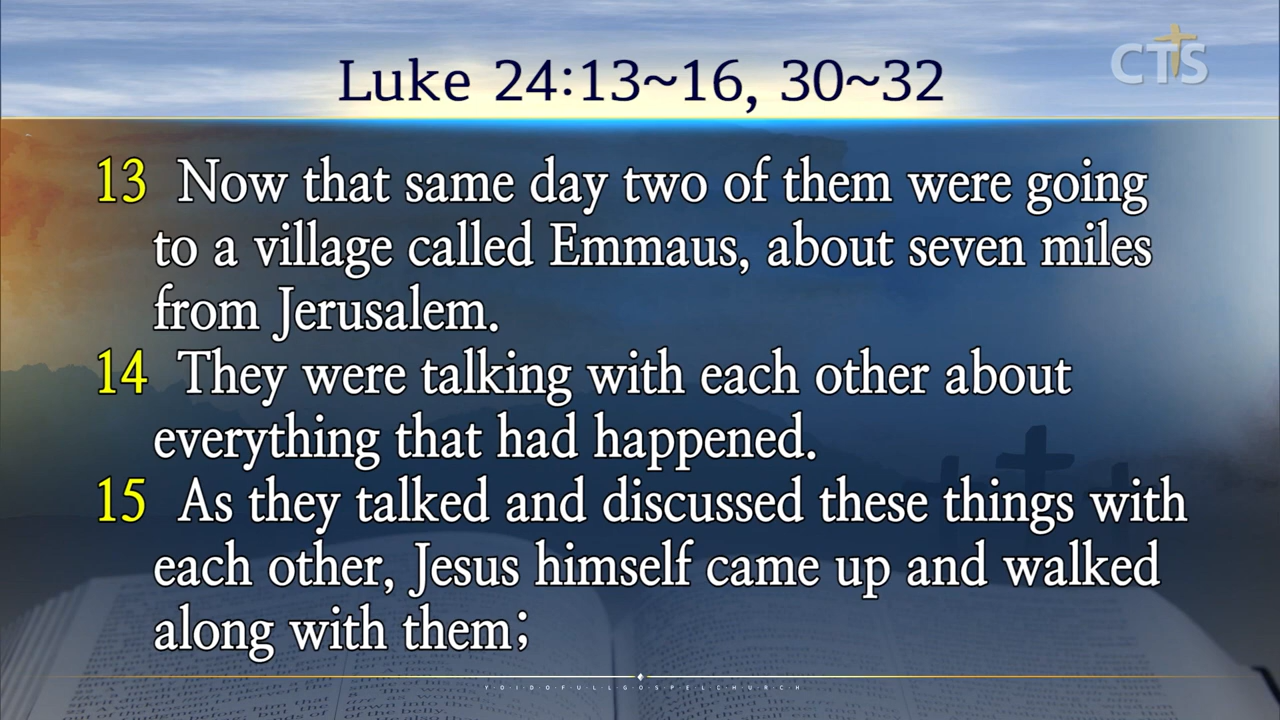 Luke 24:13~16, 30~32
CTS
13 Now that same day two of them were going
to a village called Emmaus, about seven miles
from Jerusalem.
14 They were talking with each other about
everything that had happened.
15 As they talked and discussed these things with
each other, Jesus himself came up and walked
along with them;
Y·O·I·D·O·F·U·L·L·G·O·S·P·E·L·C·H·U·R·C·H